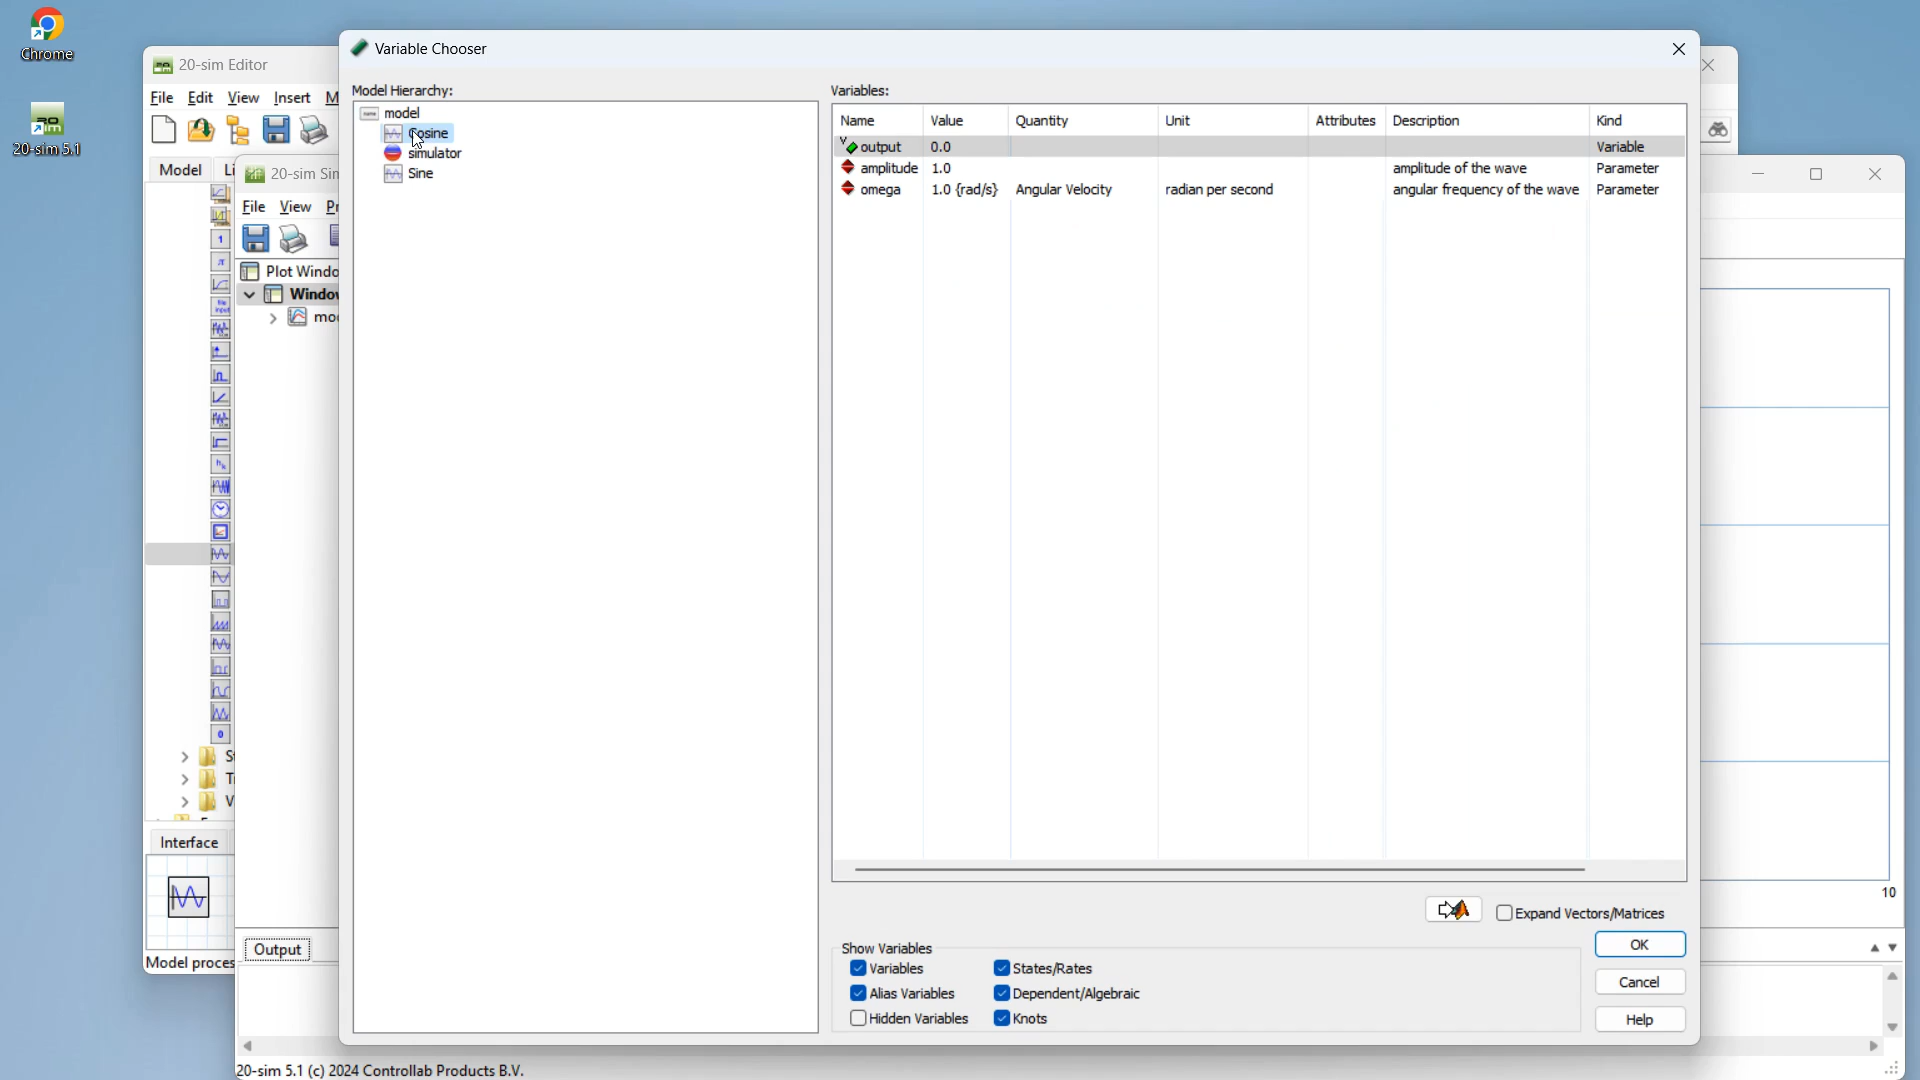 Chrome
20-sim 5.1
20-sim Editor
File Edit View Insert M
Model Li
20-sim Sim
File View Pr
Plot Windo
Window
mod
Interface
Model proces
Output
20-sim 5.1 (c) 2024 Controllab Products B.V.
Variable Chooser
Model Hierarchy:
model
Cosine
simulator
Sine
Variables:
Name Value Quantity Unit Attributes Description Kind
output 0.0 Variable
amplitude 1.0 amplitude of the wave Parameter
omega 1.0 {rad/s} Angular Velocity radian per second angular frequency of the wave Parameter
Expand Vectors/Matrices
Show Variables
Variables States/Rates
Alias Variables Dependent/Algebraic
Hidden Variables Knots
OK
Cancel
Help
10